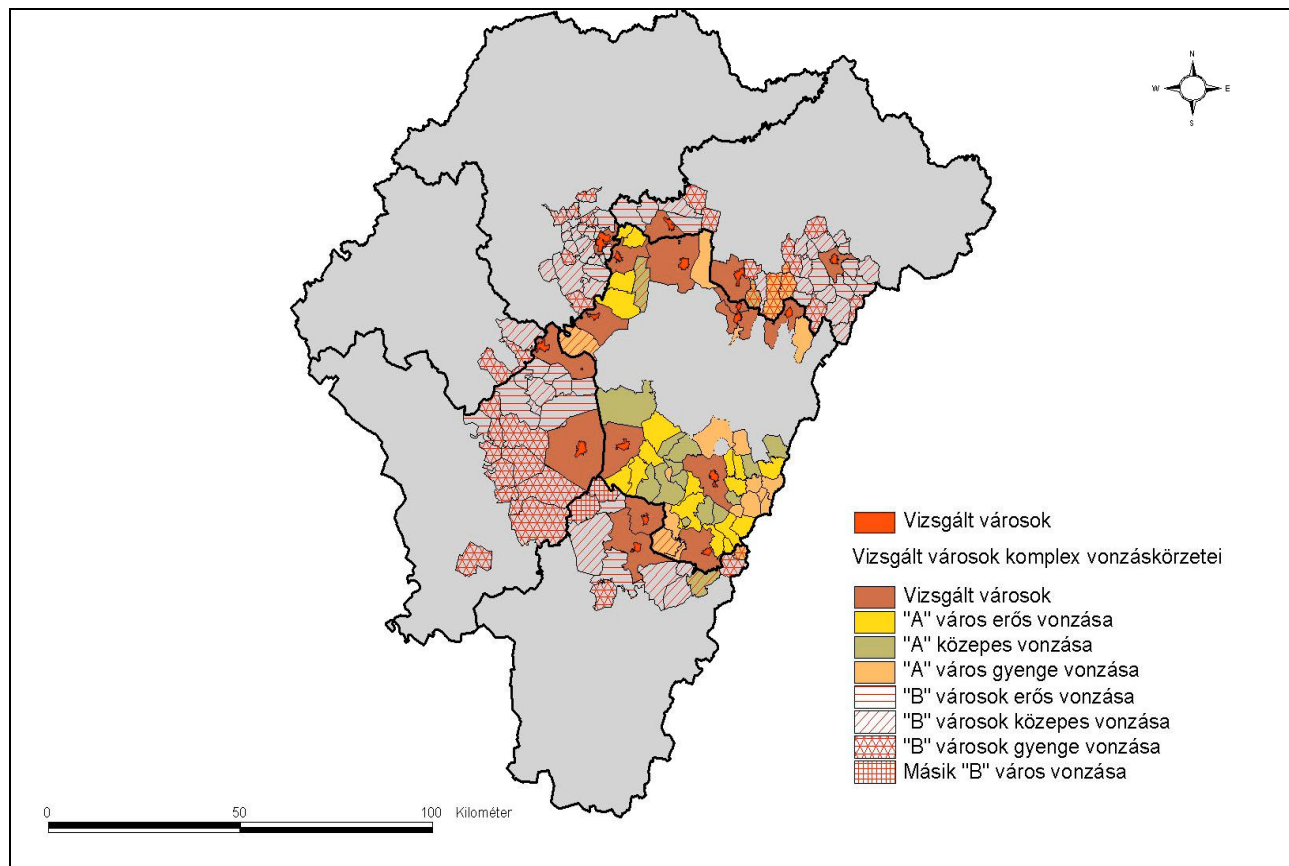 N
W E
S
Vizsgált városok
Vizsgált városok komplex vonzáskörzetei
Vizsgált városok
"A" város erős vonzása
"A" közepes vonzása
"A" város gyenge vonzása
"B" városok erős vonzása
"B" városok közepes vonzása
"B" városok gyenge vonzása
Másik "B" város vonzása
0 50 100 Kilométer